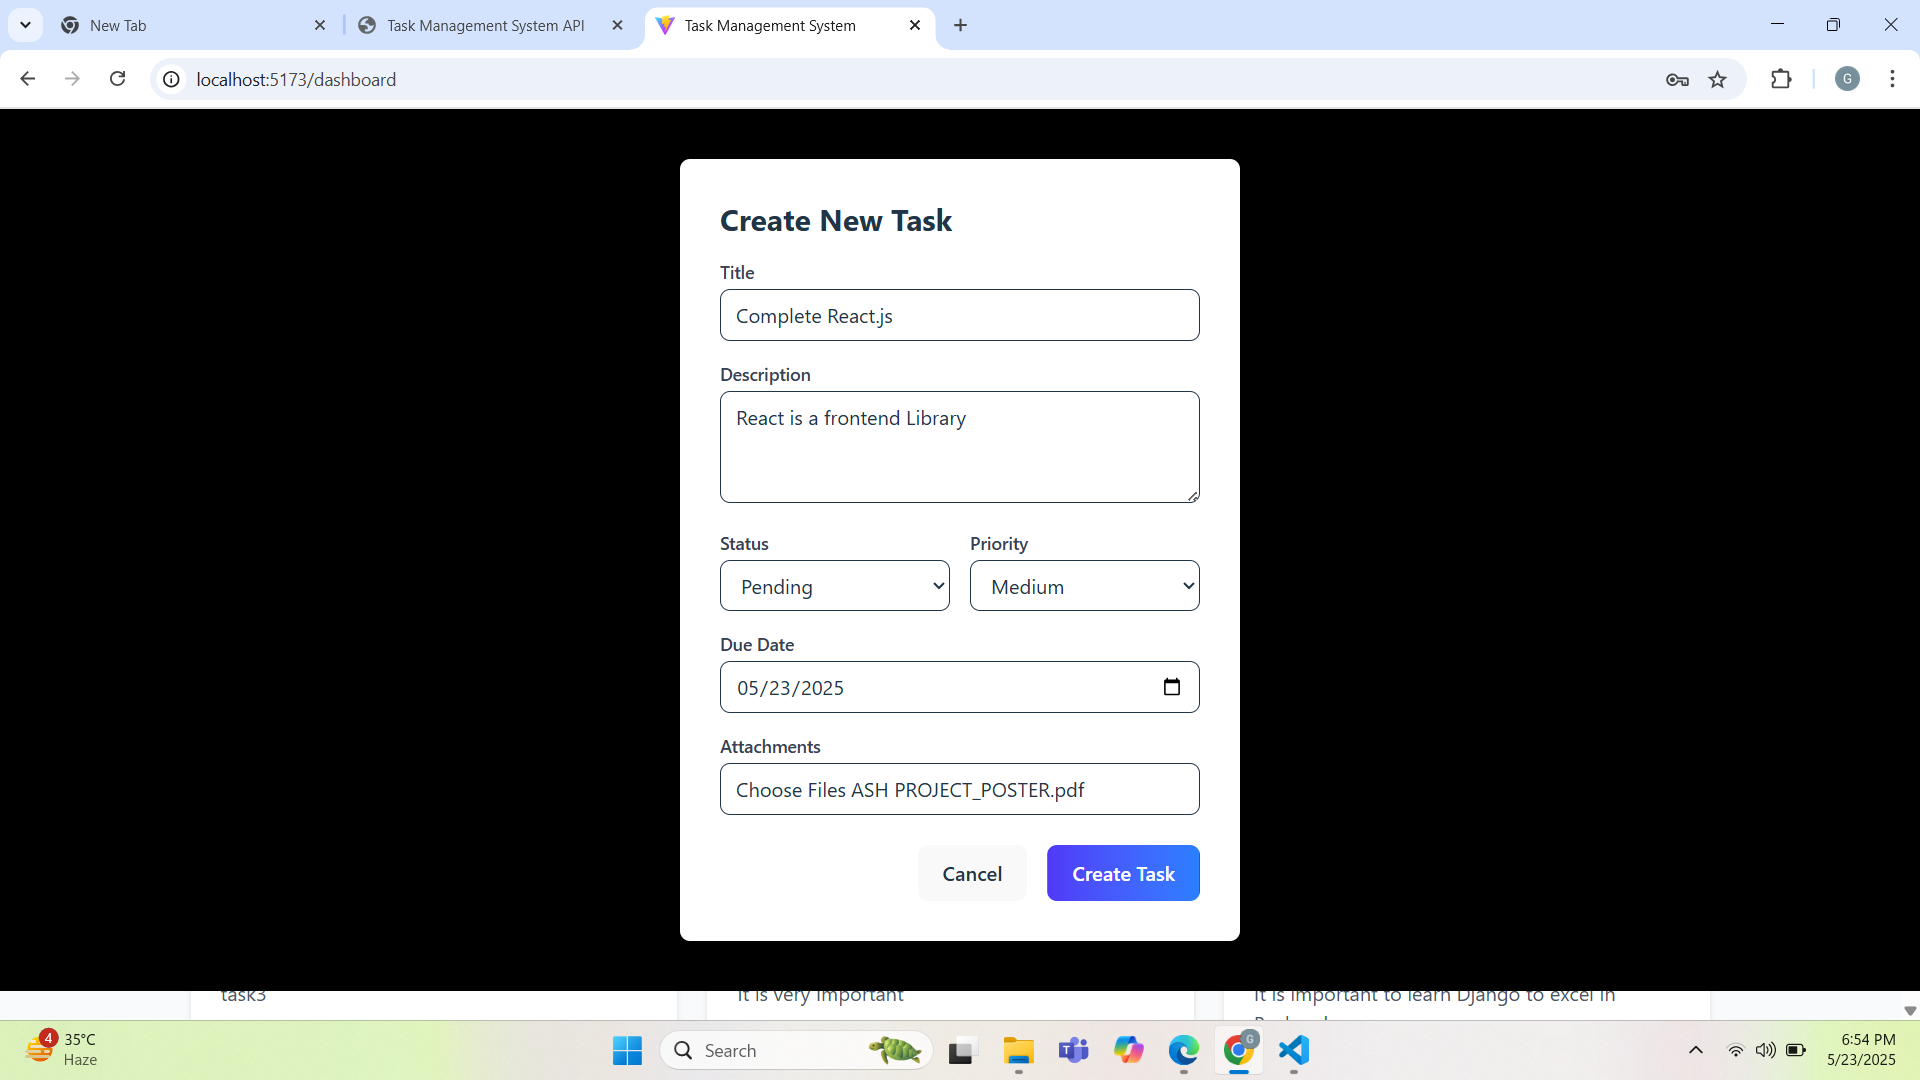 New Tab
Task Management System API
Task Management System
localhost:5173/dashboard
G
Create New Task
Title
Complete React.js
Description
React is a frontend Library
Status
Priority
Pending
Medium
Due Date
05/23/2025
Attachments
Choose Files ASH PROJECT_POSTER.pdf
Cancel
Create Task
task3
It is very important
It is important to learn Django to excel in
4
35°C
Haze
Search
G
6:54 PM
5/23/2025